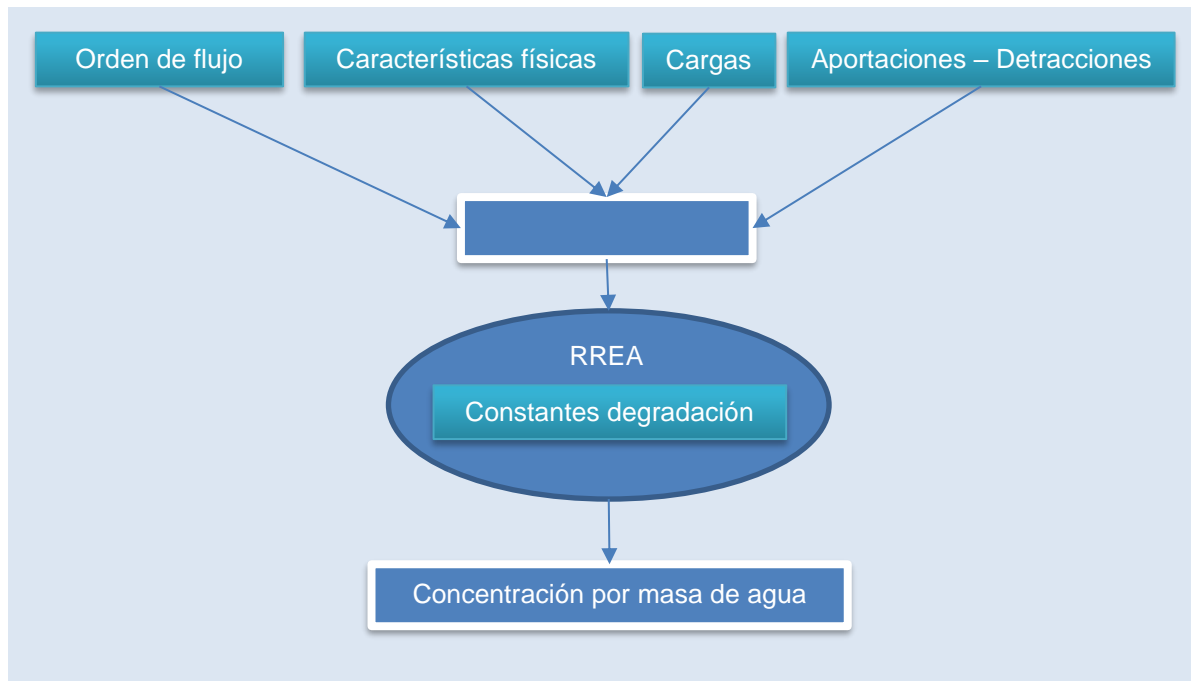 Orden de flujo
Características físicas
Cargas
Aportaciones – Detracciones
RREA
Constantes degradación
Concentración por masa de agua